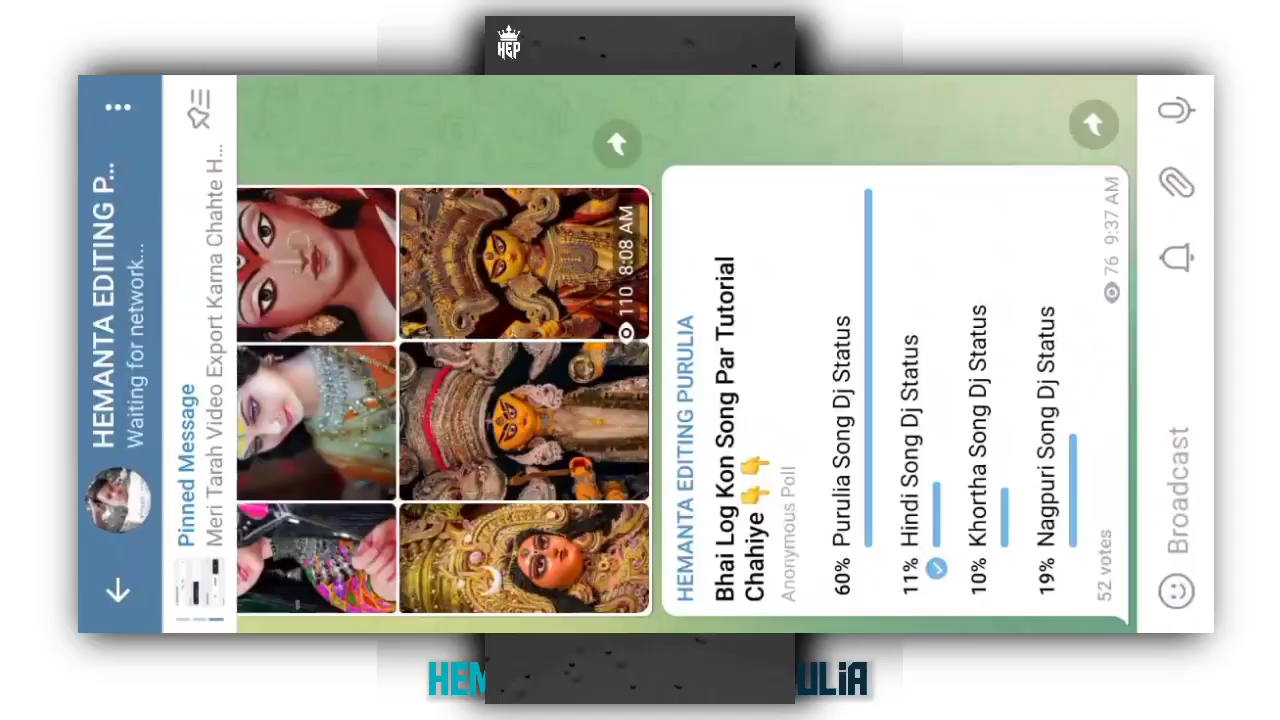 HEP
HEMANTA EDITING P...
Waiting for network...
Pinned Message
Meri Tarah Video Export Karna Chahte H...
110 8:08 AM
HEMANTA EDITING PURULIA
Bhai Log Kon Song Par Tutorial
Chahiye 👇👇
Anonymous Poll
60% Purulia Song Dj Status
11% Hindi Song Dj Status
10% Khortha Song Dj Status
19% Nagpuri Song Dj Status
52 votes
76 9:37 AM
Broadcast
HEM
ULiA